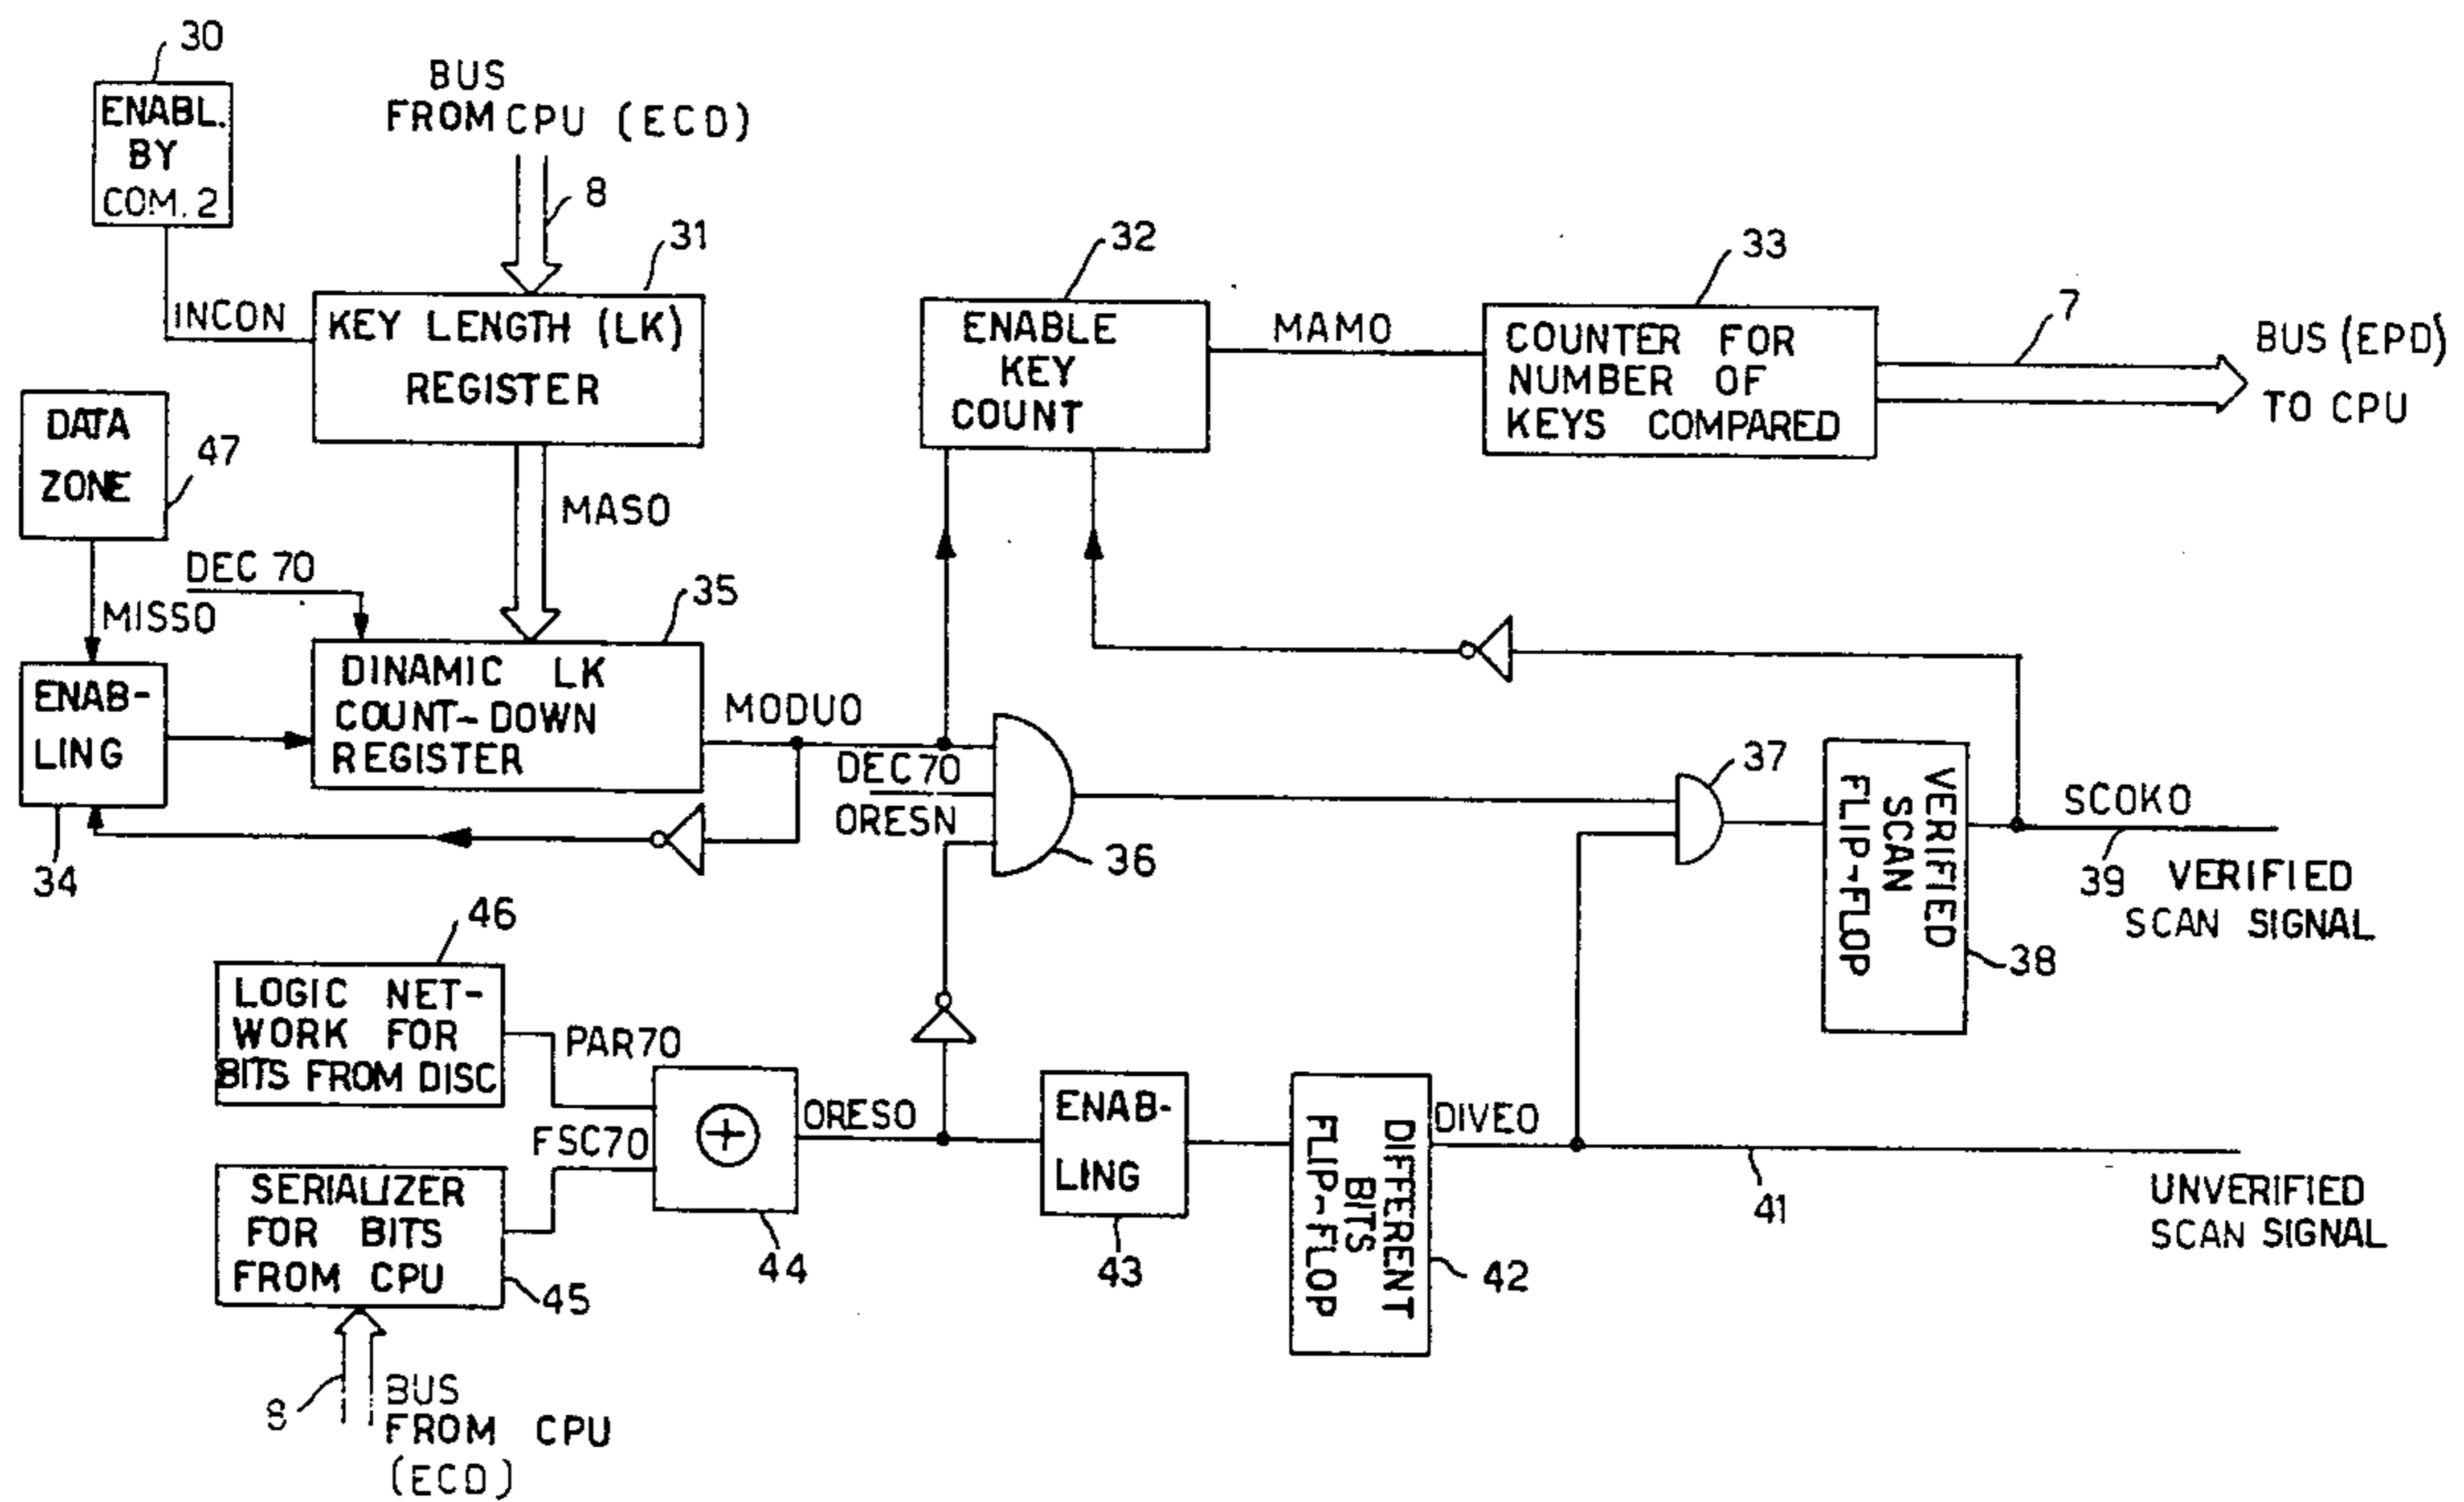 30
ENABL.
BY
COM. 2
BUS
FROM CPU (ECD)
8
31
INCON
KEY LENGTH (LK)
REGISTER
32
ENABLE
KEY
COUNT
MAMO
33
COUNTER FOR
NUMBER OF
KEYS COMPARED
7
BUS (EPD)
TO CPU
DATA
ZONE
47
MASO
DEC 70
MISSO
35
ENAB-
LING
34
DINAMIC LK
COUNT-DOWN
REGISTER
MODUO
DEC70
ORESN
36
37
VERIFIED
SCAN
FLIP-FLOP
38
SCOKO
39 VERIFIED
SCAN SIGNAL
46
LOGIC NET-
WORK FOR
BITS FROM DISC
PAR70
FSC70
SERIALIZER
FOR BITS
FROM CPU
45
44
ORESO
ENAB-
LING
43
DIFFERENT
BITS
FLIP-FLOP
42
DIVEO
41
UNVERIFIED
SCAN SIGNAL
8
BUS
FROM CPU
(ECD)